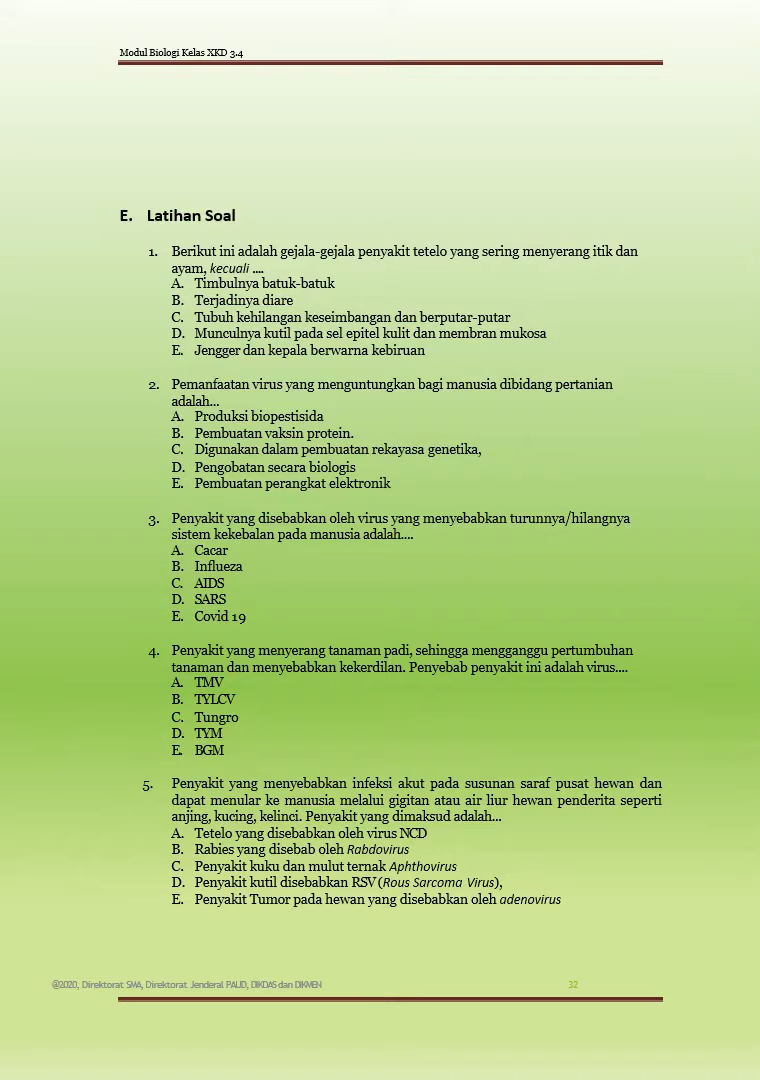 Modul Biologi Kelas XKD 3.4
E. Latihan Soal
1. Berikut ini adalah gejala-gejala penyakit tetelo yang sering menyerang itik dan
ayam, kecuali ....
A. Timbulnya batuk-batuk
B. Terjadinya diare
C. Tubuh kehilangan keseimbangan dan berputar-putar
D. Munculnya kutil pada sel epitel kulit dan membran mukosa
E. Jengger dan kepala berwarna kebiruan
2. Pemanfaatan virus yang menguntungkan bagi manusia dibidang pertanian
adalah...
A. Produksi biopestisida
B. Pembuatan vaksin protein.
C. Digunakan dalam pembuatan rekayasa genetika,
D. Pengobatan secara biologis
E. Pembuatan perangkat elektronik
3. Penyakit yang disebabkan oleh virus yang menyebabkan turunnya/hilangnya
sistem kekebalan pada manusia adalah....
A. Cacar
B. Influeza
C. AIDS
D. SARS
E. Covid 19
4. Penyakit yang menyerang tanaman padi, sehingga mengganggu pertumbuhan
tanaman dan menyebabkan kekerdilan. Penyebab penyakit ini adalah virus....
A. TMV
B. TYLCV
C. Tungro
D. TYM
E. BGM
5. Penyakit yang menyebabkan infeksi akut pada susunan saraf pusat hewan dan
dapat menular ke manusia melalui gigitan atau air liur hewan penderita seperti
anjing, kucing, kelinci. Penyakit yang dimaksud adalah...
A. Tetelo yang disebabkan oleh virus NCD
B. Rabies yang disebab oleh Rabdovirus
C. Penyakit kuku dan mulut ternak Aphthovirus
D. Penyakit kutil disebabkan RSV (Rous Sarcoma Virus),
E. Penyakit Tumor pada hewan yang disebabkan oleh adenovirus
@2020, Direktorat SMA, Direktorat Jenderal PAUD, DIKDAS dan DIKMEN 32